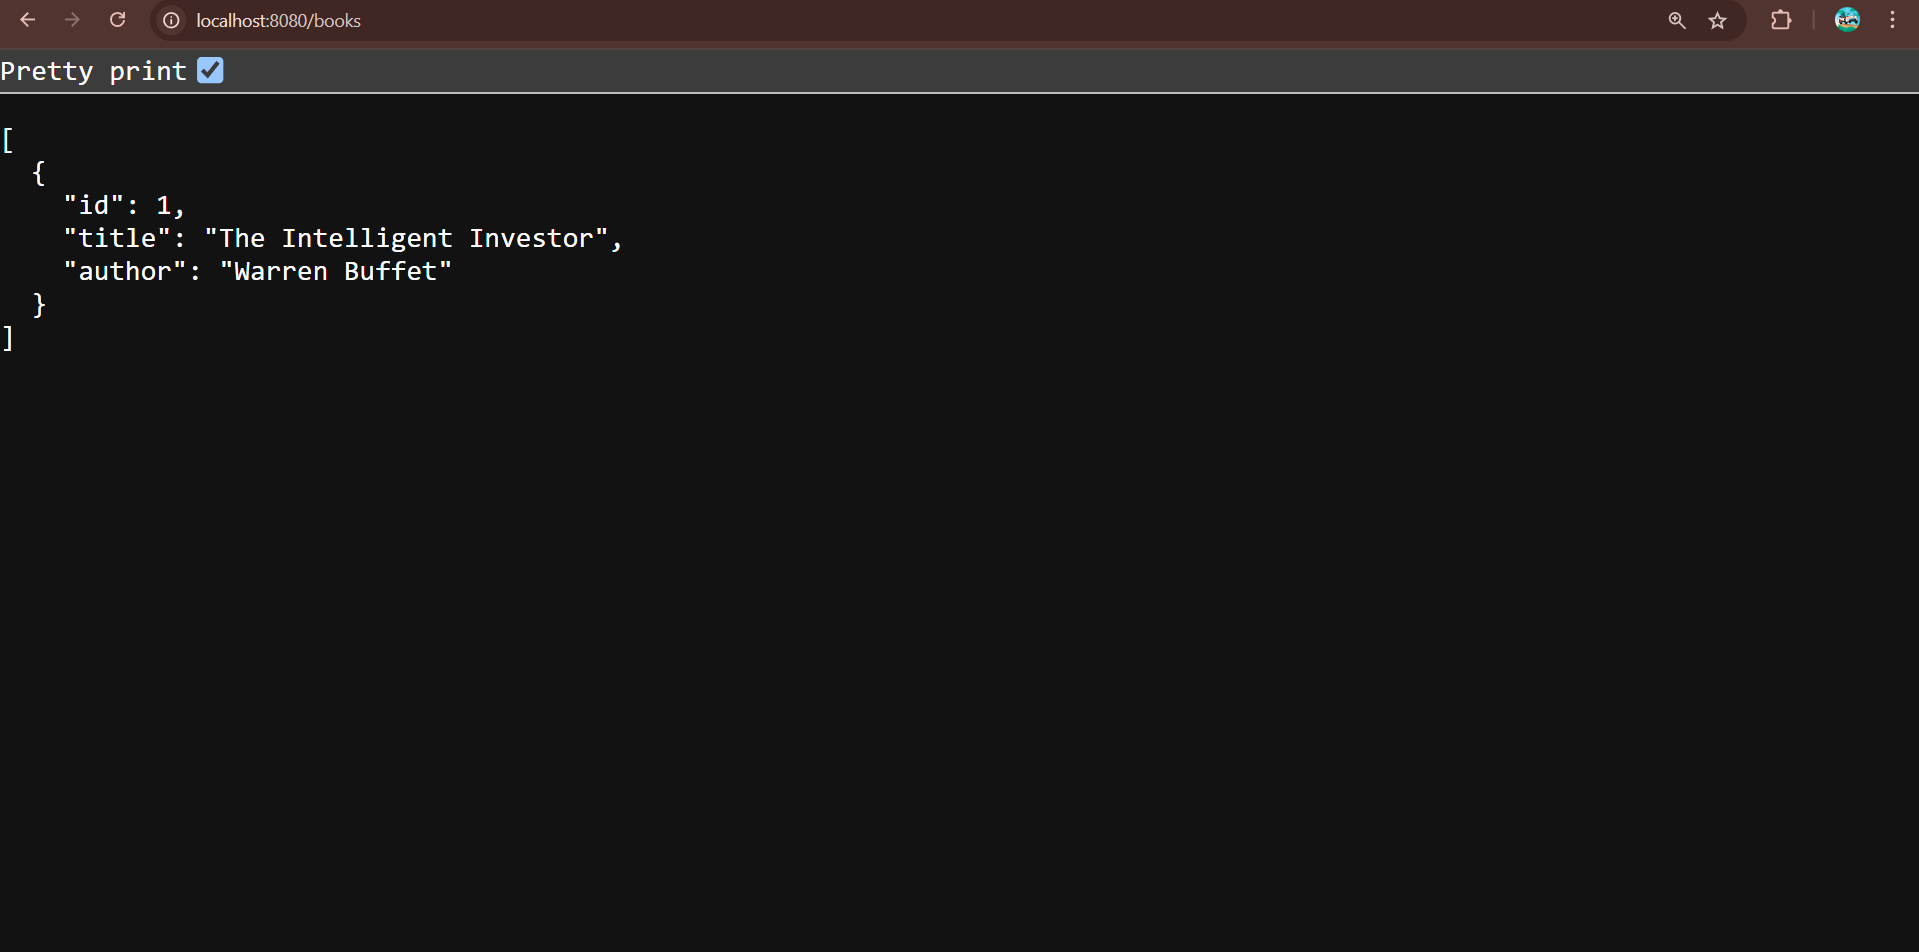 localhost:8080/books
Pretty print
[
  {
    "id": 1,
    "title": "The Intelligent Investor",
    "author": "Warren Buffet"
  }
]